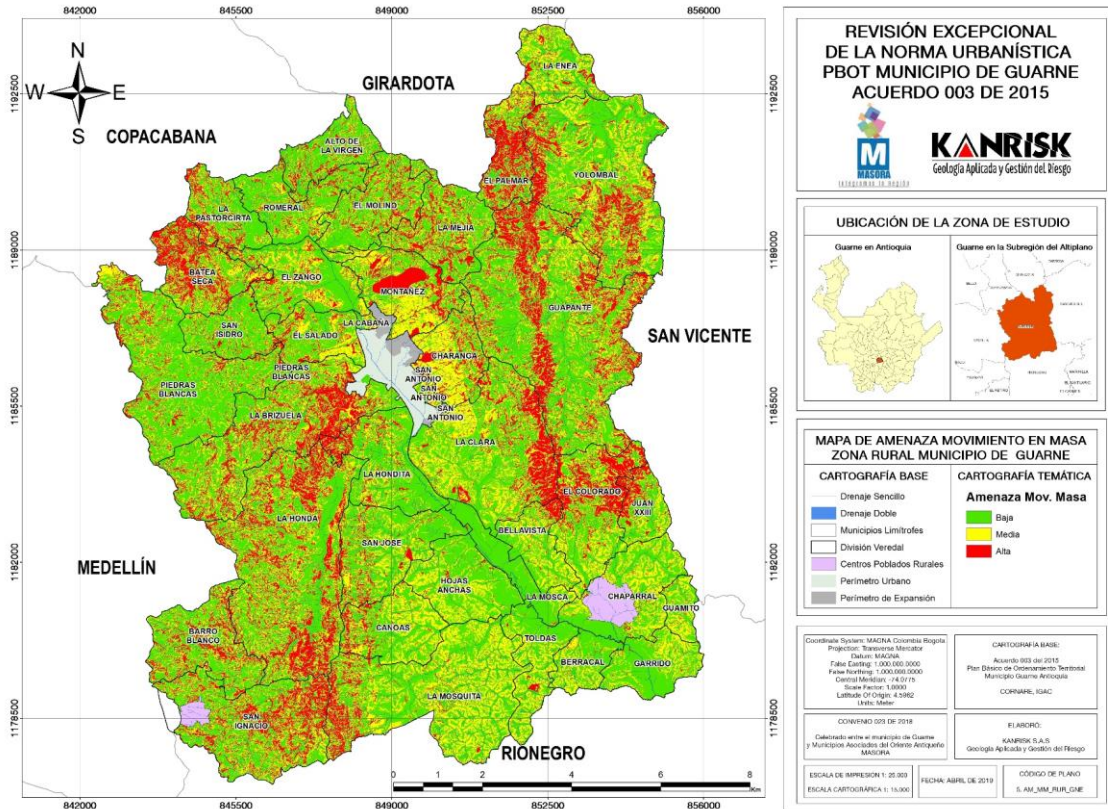 842000
845500
849000
852500
856000
1192500
1189000
1185500
1182000
1178500
N
W
E
S
GIRARDOTA
COPACABANA
SAN VICENTE
MEDELLÍN
RIONEGRO
LA ENEA
ALTO DE
LA VIRGEN
EL PALMAR
YOLOMBAL
LA
PASTORCITA
ROMERAL
EL MOLINO
LA MEJIA
BATEA
SECA
EL ZANGO
MONTAÑEZ
GUAPANTE
SAN
ISIDRO
EL SALADO
LA CABAÑA
CHARANGA
PIEDRAS
BLANCAS
PIEDRAS
BLANCAS
SAN
ANTONIO
SAN
ANTONIO
SAN
ANTONIO
LA BRIZUELA
LA CLARA
LA HONDITA
EL COLORADO
JUAN
XXIII
LA HONDA
BELLAVISTA
SAN JOSE
HOJAS
ANCHAS
LA MOSCA
CHAPARRAL
GUAMITO
BARRO
BLANCO
CANOAS
TOLDAS
BERRACAL
GARRIDO
LA MOSQUITA
SAN
IGNACIO
0 1 2 4 6 8
Km
842000
845500
849000
852500
856000
REVISIÓN EXCEPCIONAL
DE LA NORMA URBANÍSTICA
PBOT MUNICIPIO DE GUARNE
ACUERDO 003 DE 2015
M
MASORA
Integramos la Región
KANRISK
Geología Aplicada y Gestión del Riesgo
UBICACIÓN DE LA ZONA DE ESTUDIO
Guarne en Antioquia
Guarne en la Subregión del Altiplano
MAPA DE AMENAZA MOVIMIENTO EN MASA
ZONA RURAL MUNICIPIO DE GUARNE
CARTOGRAFÍA BASE
Drenaje Sencillo
Drenaje Doble
Municipios Limítrofes
División Veredal
Centros Poblados Rurales
Perímetro Urbano
Perímetro de Expansión
CARTOGRAFÍA TEMÁTICA
Amenaza Mov. Masa
Baja
Media
Alta
Coordinate System: MAGNA Colombia Bogota
Projection: Transverse Mercator
Datum: MAGNA
False Easting: 1.000.000.0000
False Northing: 1.000.000.0000
Central Meridian: -74.0775
Scale Factor: 1.0000
Latitude Of Origin: 4.5962
Units: Meter
CARTOGRAFÍA BASE:
Acuerdo 003 del 2015
Plan Básico de Ordenamiento Territorial
Municipio Guarne Antioquia
CORNARE, IGAC
CONVENIO 023 DE 2018
Celebrado entre el municipio de Guarne
y Municipios Asociados del Oriente Antioqueño
MASORA
ELABORO:
KANRISK S.A.S
Geología Aplicada y Gestión del Riesgo
ESCALA DE IMPRESIÓN 1: 25.000
ESCALA CARTOGRÁFICA 1: 15.000
FECHA: ABRIL DE 2019
CÓDIGO DE PLANO
5. AM_MM_RUR_GNE